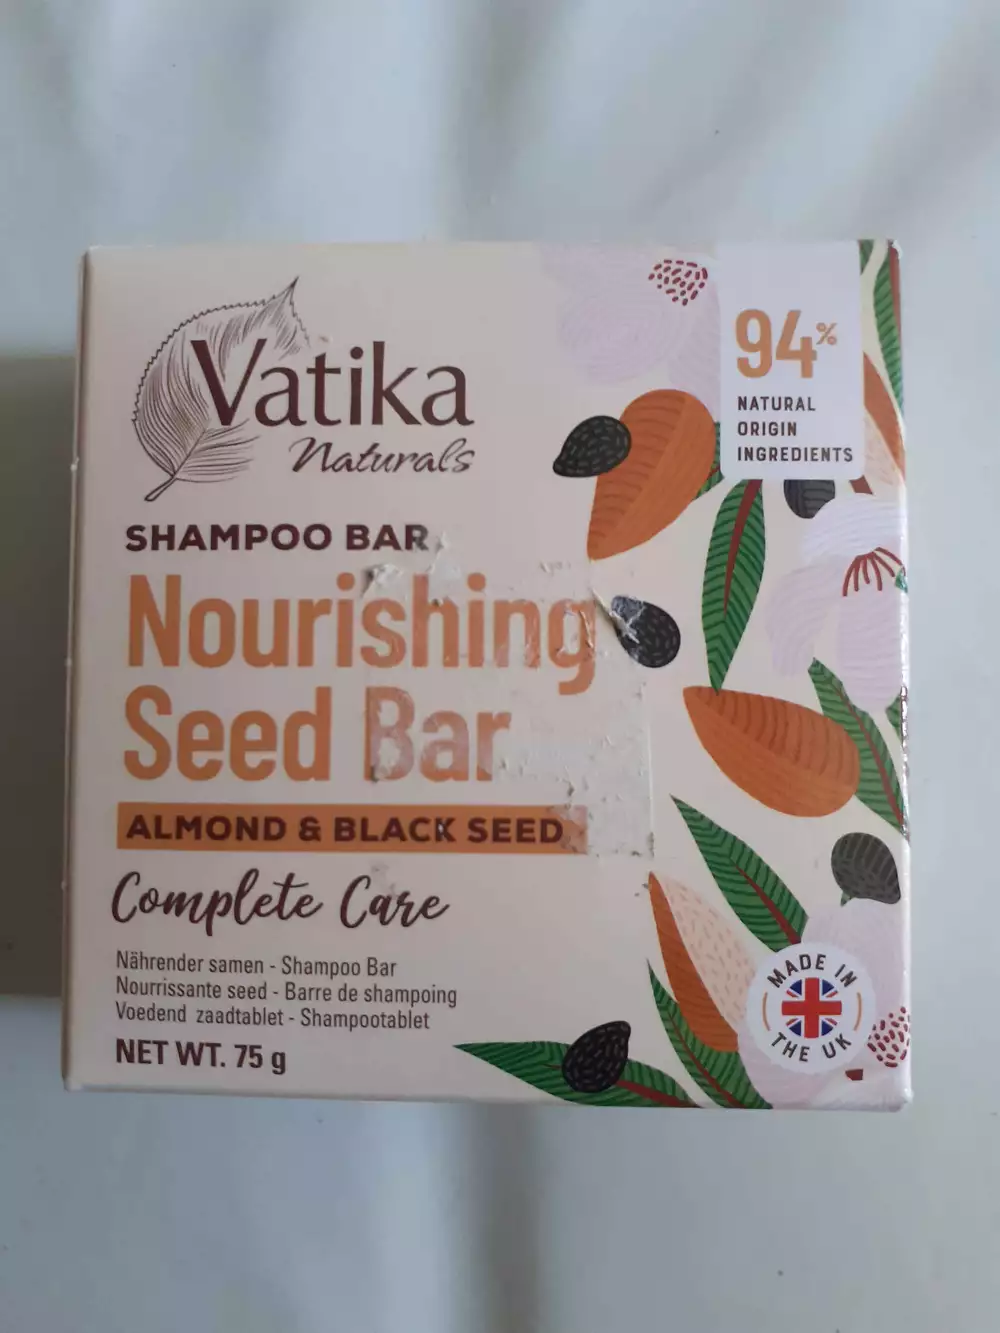 Vatika
Naturals
94%
NATURAL
ORIGIN
INGREDIENTS
SHAMPOO BAR
Nourishing
Seed Bar
ALMOND & BLACK SEED
Complete Care
Nährender samen - Shampoo Bar
Nourrissante seed - Barre de shampoing
Voedend zaadtablet - Shampootablet
NET WT. 75 g
MADE IN
THE UK